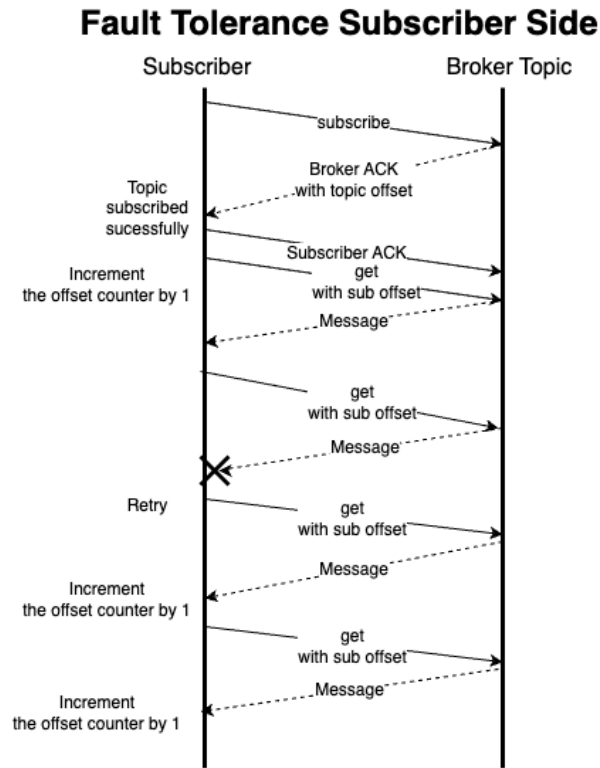 Fault Tolerance Subscriber Side
Subscriber
Broker Topic
subscribe
Broker ACK
with topic offset
Topic
subscribed
sucessfully
Subscriber ACK
Increment
the offset counter by 1
get
with sub offset
Message
get
with sub offset
Message
Retry
get
with sub offset
Message
Increment
the offset counter by 1
get
with sub offset
Message
Increment
the offset counter by 1